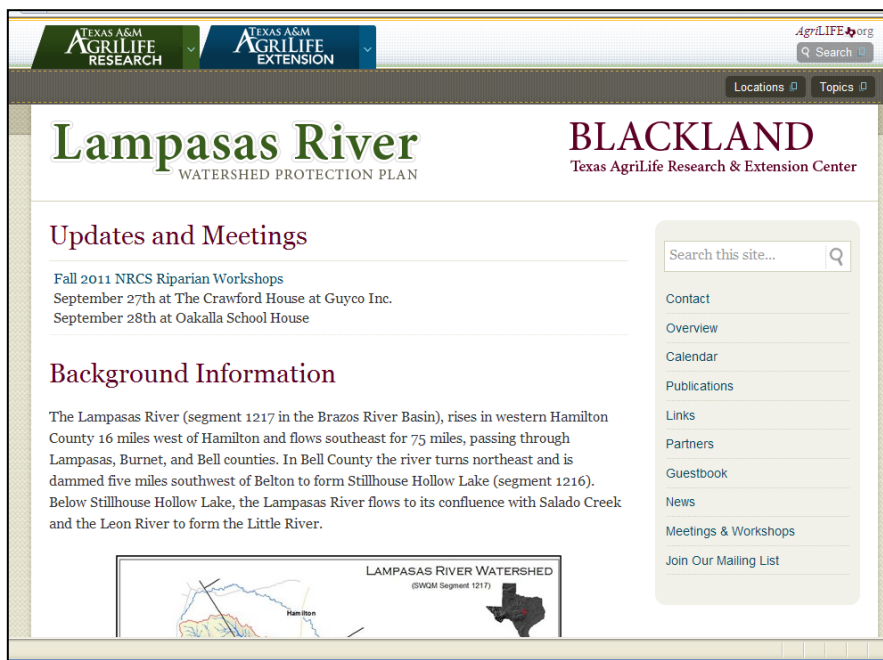 TEXAS A&M
AGRILIFE
RESEARCH
TEXAS A&M
AGRILIFE
EXTENSION
AgriLIFE org
Search
Locations
Topics
Lampasas River
WATERSHED PROTECTION PLAN
BLACKLAND
Texas AgriLife Research & Extension Center
Updates and Meetings
Fall 2011 NRCS Riparian Workshops
September 27th at The Crawford House at Guyco Inc.
September 28th at Oakalla School House
Background Information
The Lampasas River (segment 1217 in the Brazos River Basin), rises in western Hamilton
County 16 miles west of Hamilton and flows southeast for 75 miles, passing through
Lampasas, Burnet, and Bell counties. In Bell County the river turns northeast and is
dammed five miles southwest of Belton to form Stillhouse Hollow Lake (segment 1216).
Below Stillhouse Hollow Lake, the Lampasas River flows to its confluence with Salado Creek
and the Leon River to form the Little River.
LAMPASAS RIVER WATERSHED
(SWQM Segment 1217)
Hamilton
Search this site...
Contact
Overview
Calendar
Publications
Links
Partners
Guestbook
News
Meetings & Workshops
Join Our Mailing List